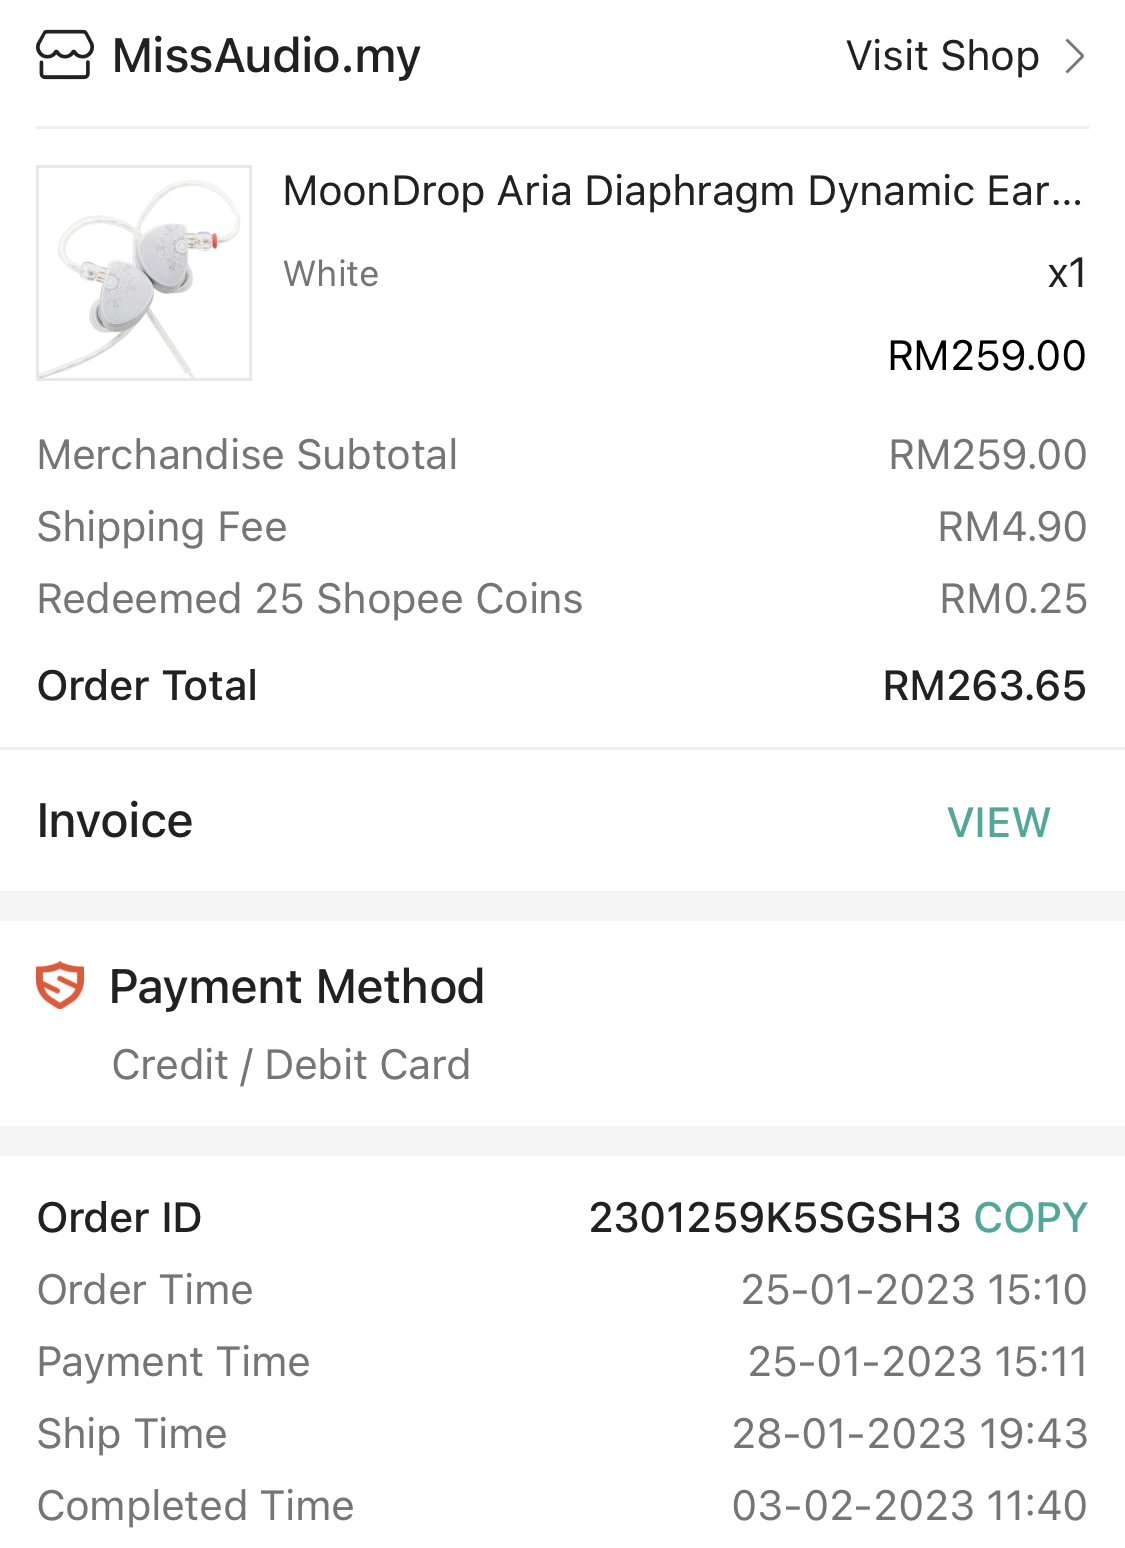 MissAudio.my Visit Shop
MoonDrop Aria Diaphragm Dynamic Ear...
White x1
RM259.00
Merchandise Subtotal RM259.00
Shipping Fee RM4.90
Redeemed 25 Shopee Coins RM0.25
Order Total RM263.65
Invoice VIEW
Payment Method
Credit / Debit Card
Order ID 2301259K5SGSH3 COPY
Order Time 25-01-2023 15:10
Payment Time 25-01-2023 15:11
Ship Time 28-01-2023 19:43
Completed Time 03-02-2023 11:40